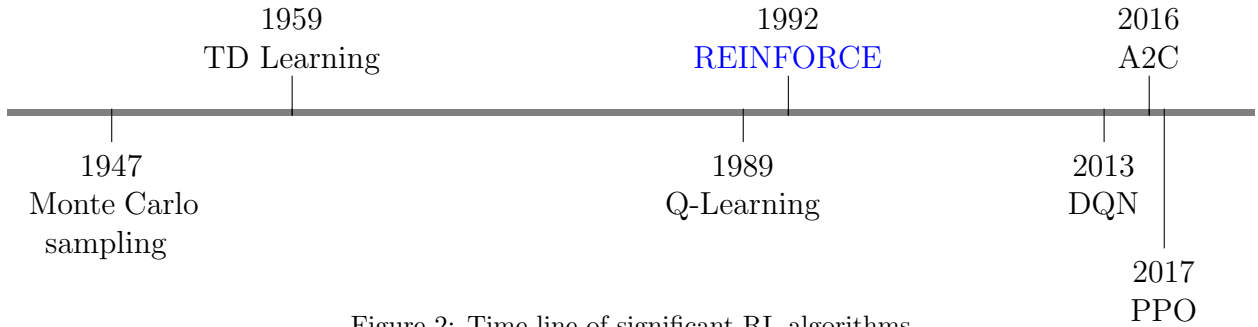 1959
TD Learning
1992
REINFORCE
2016
A2C
1947
Monte Carlo
sampling
1989
Q-Learning
2013
DQN
2017
PPO
Figure 2: Time line of significant RL algorithms